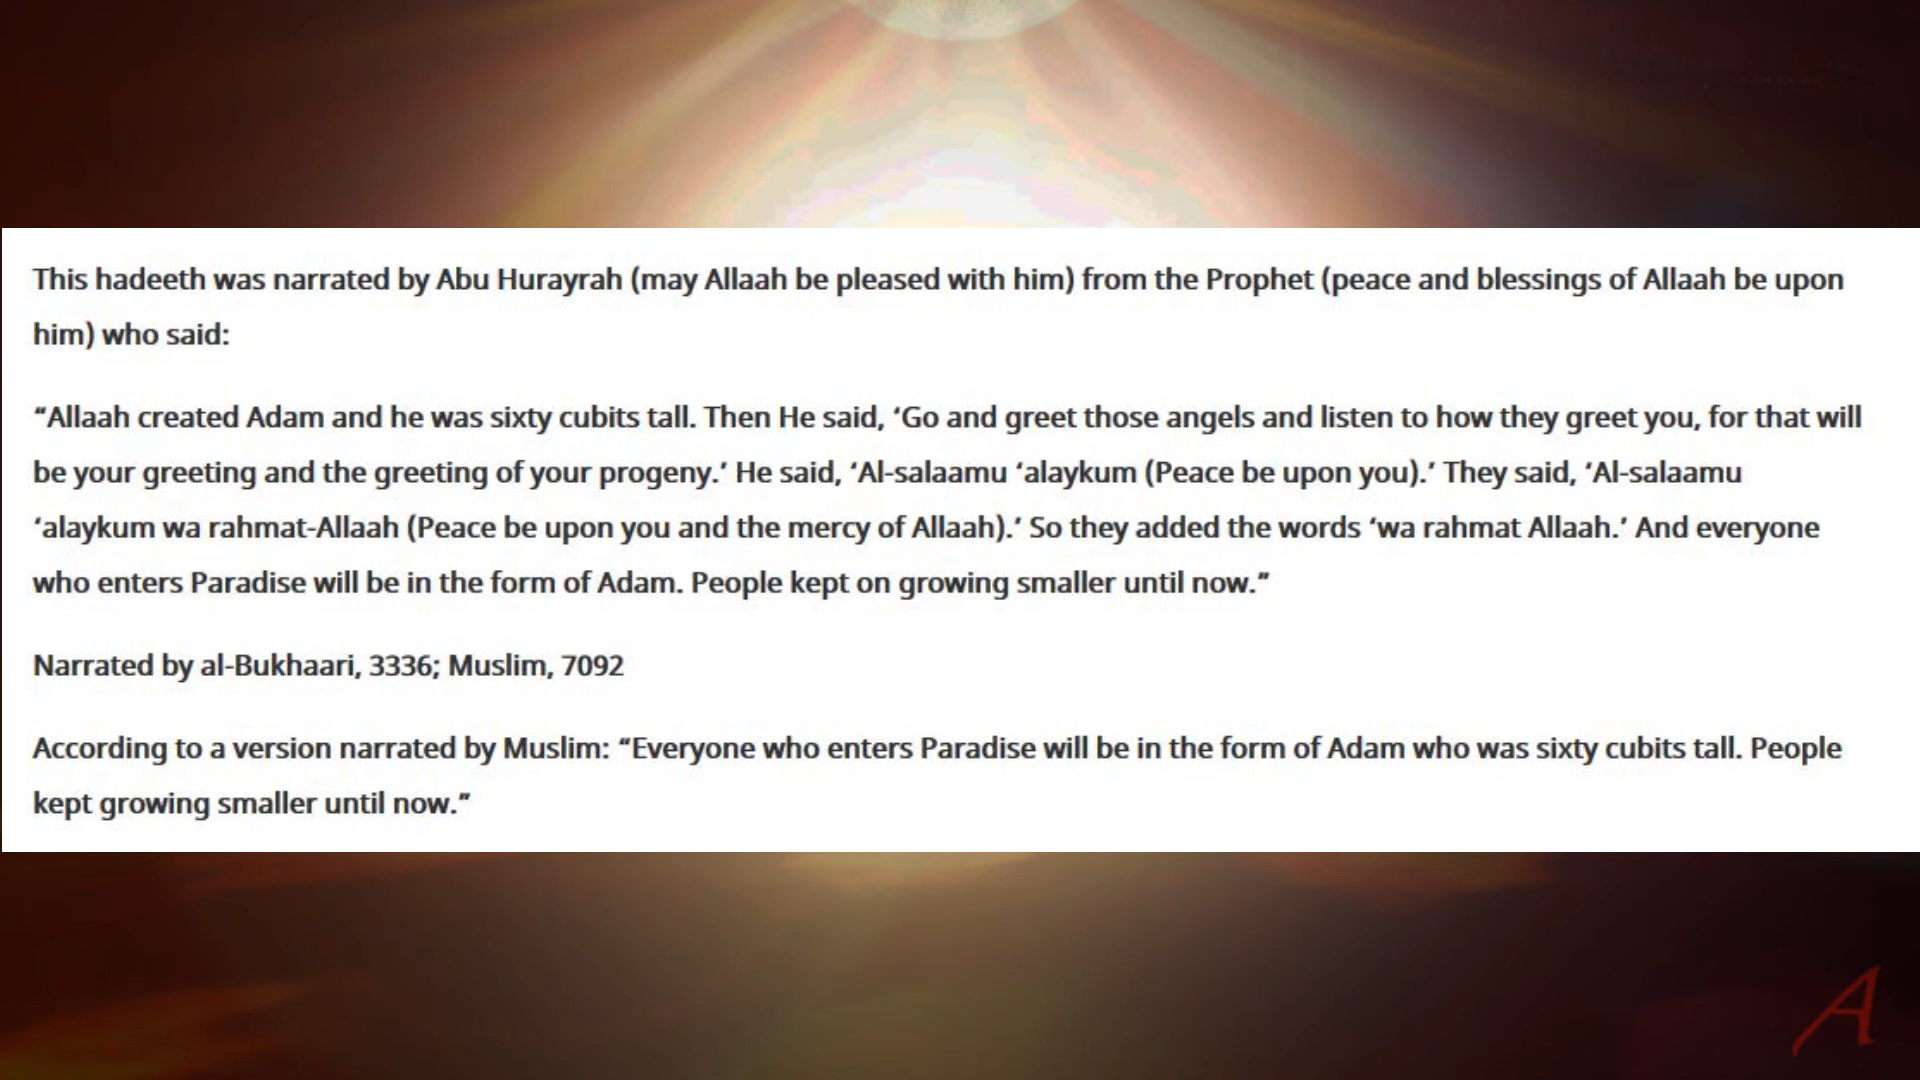 This hadeeth was narrated by Abu Hurayrah (may Allaah be pleased with him) from the Prophet (peace and blessings of Allaah be upon
him) who said:
“Allaah created Adam and he was sixty cubits tall. Then He said, ‘Go and greet those angels and listen to how they greet you, for that will
be your greeting and the greeting of your progeny.’ He said, ‘Al-salaamu ‘alaykum (Peace be upon you).’ They said, ‘Al-salaamu
‘alaykum wa rahmat-Allaah (Peace be upon you and the mercy of Allaah).’ So they added the words ‘wa rahmat Allaah.’ And everyone
who enters Paradise will be in the form of Adam. People kept on growing smaller until now.”
Narrated by al-Bukhaari, 3336; Muslim, 7092
According to a version narrated by Muslim: “Everyone who enters Paradise will be in the form of Adam who was sixty cubits tall. People
kept growing smaller until now.”
A